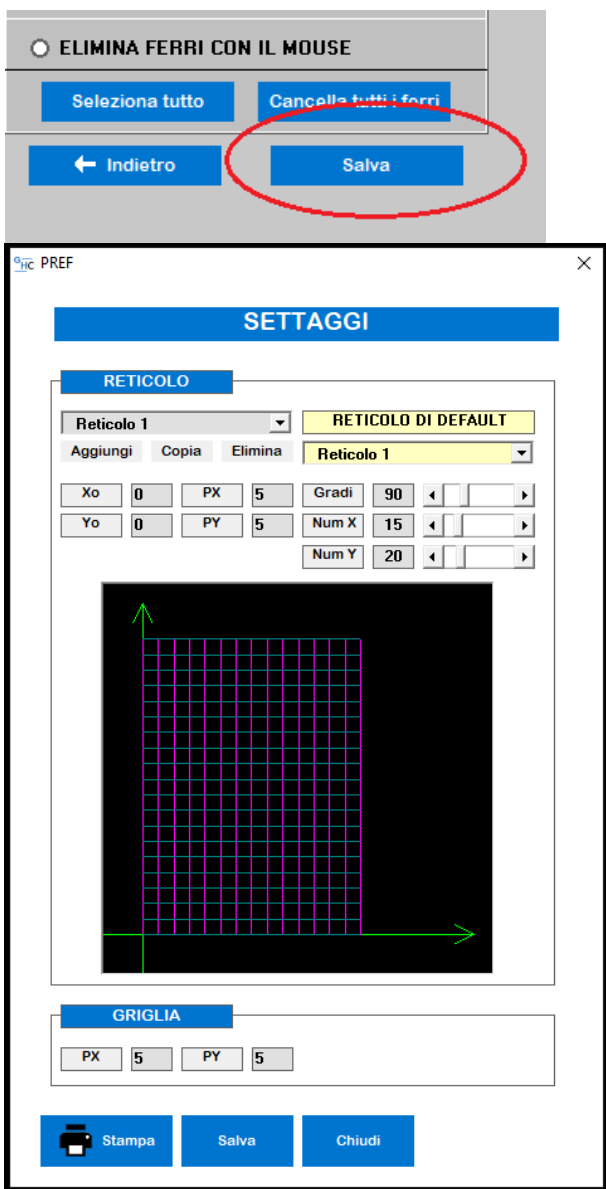 ELIMINA FERRI CON IL MOUSE
Seleziona tutto Cancella tutti i ferri
Indietro Salva
GHC PREF
SETTAGGI
RETICOLO
Reticolo 1 RETICOLO DI DEFAULT
Aggiungi Copia Elimina Reticolo 1
Xo 0 PX 5 Gradi 90
Yo 0 PY 5 Num X 15
Num Y 20
GRIGLIA
PX 5 PY 5
Stampa Salva Chiudi